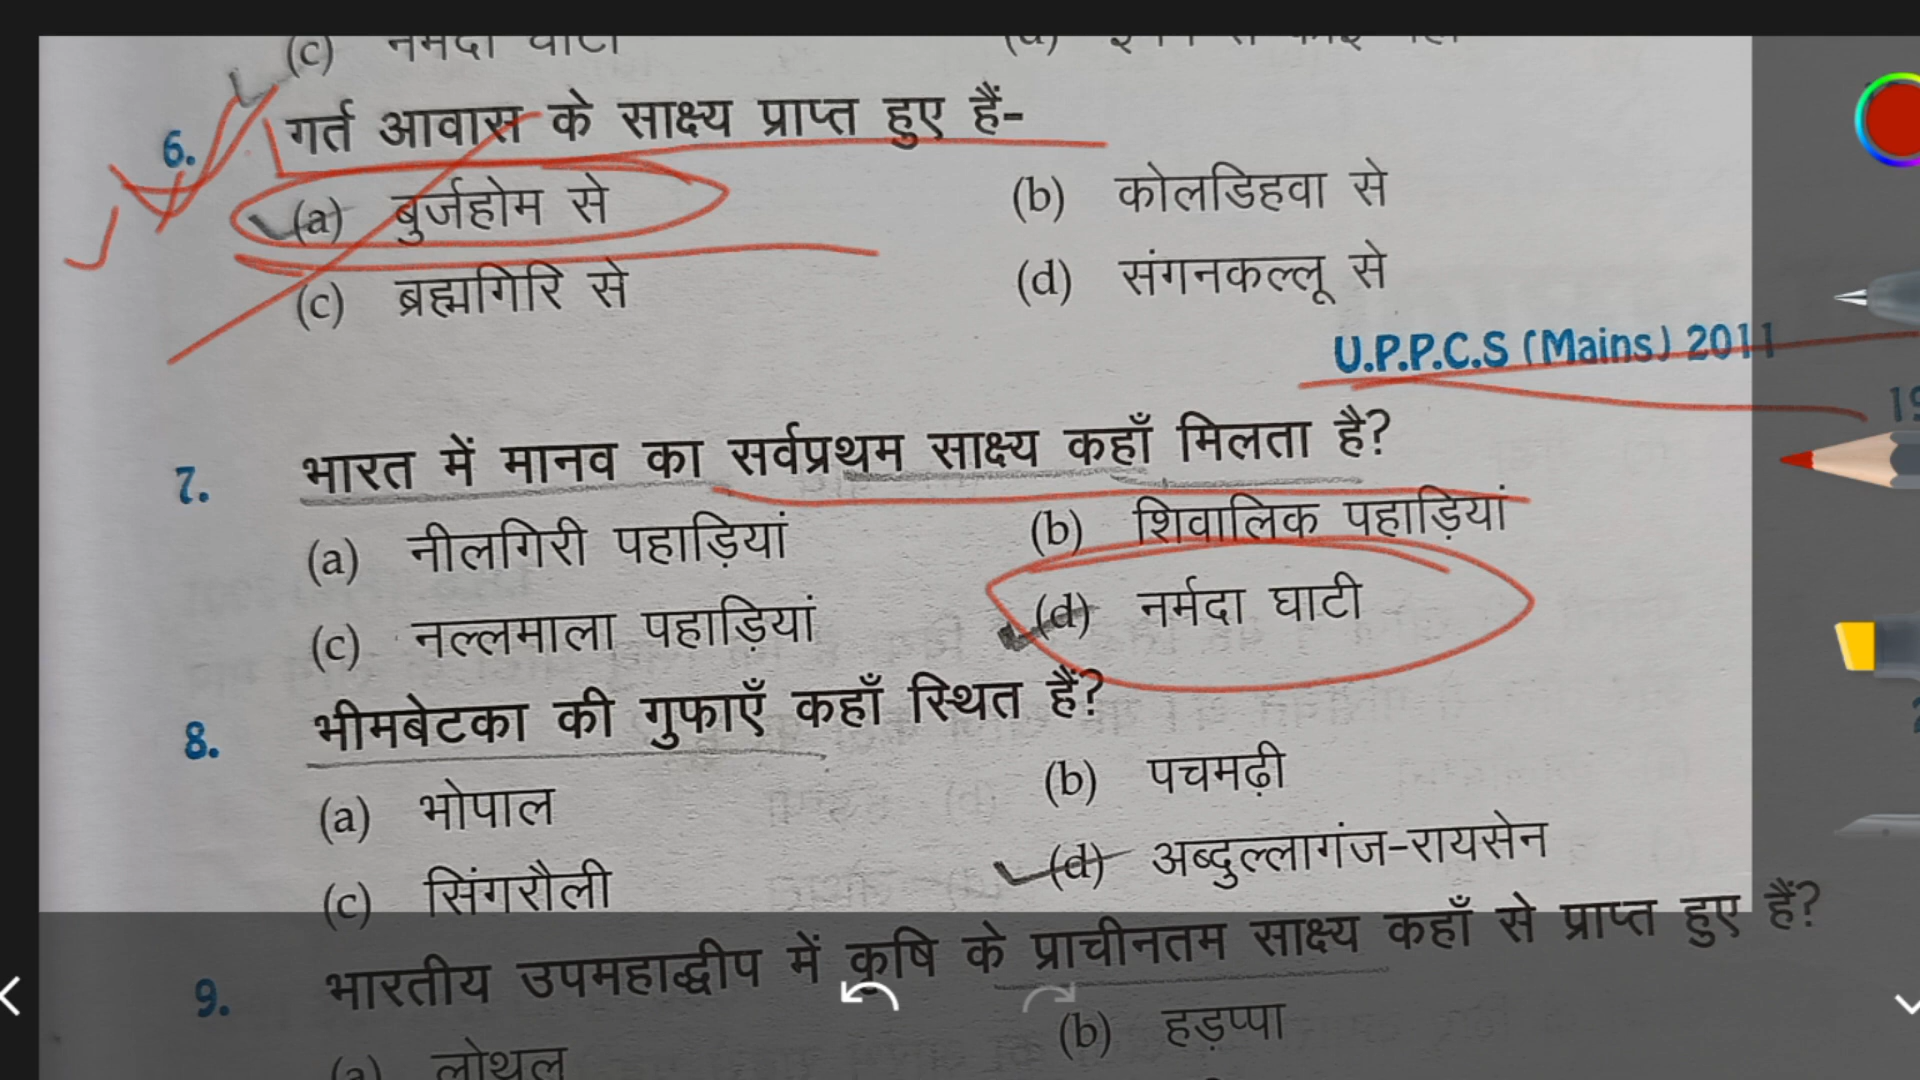 (c) नर्मदा घाटी
6. गर्त आवास के साक्ष्य प्राप्त हुए हैं-
(a) बुर्जहोम से (b) कोलडिहवा से
(c) ब्रह्मगिरि से (d) संगनकल्लू से
U.P.P.C.S (Mains) 2011
7. भारत में मानव का सर्वप्रथम साक्ष्य कहाँ मिलता है?
(a) नीलगिरी पहाड़ियां (b) शिवालिक पहाड़ियां
(c) नल्लमाला पहाड़ियां (d) नर्मदा घाटी
8. भीमबेटका की गुफाएँ कहाँ स्थित हैं?
(a) भोपाल (b) पचमढ़ी
(c) सिंगरौली (d) अब्दुल्लागंज-रायसेन
9. भारतीय उपमहाद्धीप में कृषि के प्राचीनतम साक्ष्य कहाँ से प्राप्त हुए हैं?
(a) लोथल (b) हड़प्पा